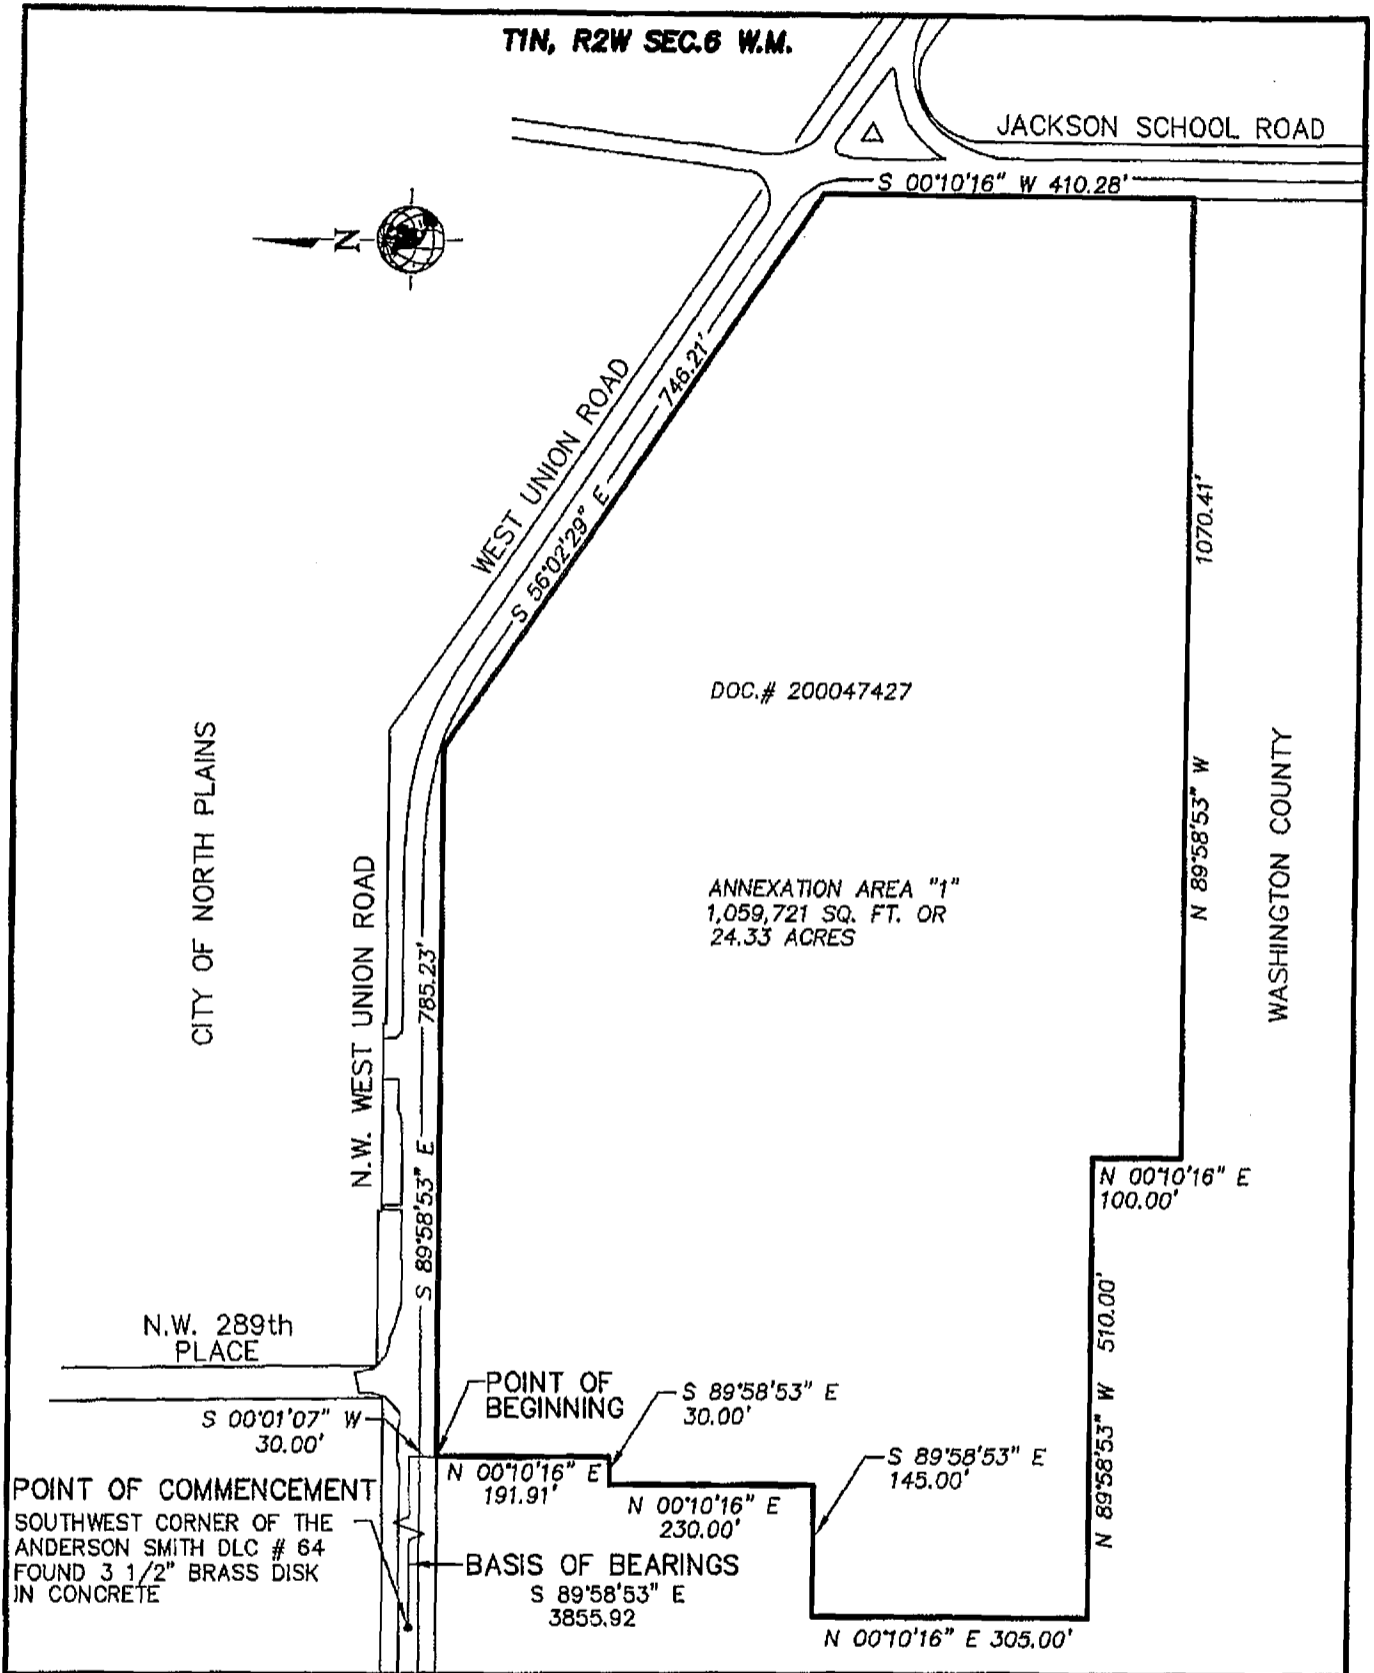 T1N, R2W SEC.6 W.M.
JACKSON SCHOOL ROAD
S 00°10'16" W 410.28'
N
WEST UNION ROAD
S 56°02'29" E 746.21'
1070.41'
N 89°58'53" W
DOC.# 200047427
CITY OF NORTH PLAINS
WASHINGTON COUNTY
ANNEXATION AREA "1"
1,059,721 SQ. FT. OR
24.33 ACRES
N.W. WEST UNION ROAD
S 89°58'53" E 785.23'
N 00°10'16" E
100.00'
N 89°58'53" W 510.00'
N.W. 289th
PLACE
POINT OF
BEGINNING
S 89°58'53" E
30.00'
S 00°01'07" W
30.00'
N 00°10'16" E
191.91'
S 89°58'53" E
145.00'
N 00°10'16" E
230.00'
POINT OF COMMENCEMENT
SOUTHWEST CORNER OF THE
ANDERSON SMITH DLC # 64
FOUND 3 1/2" BRASS DISK
IN CONCRETE
BASIS OF BEARINGS
S 89°58'53" E
3855.92
N 00°10'16" E 305.00'